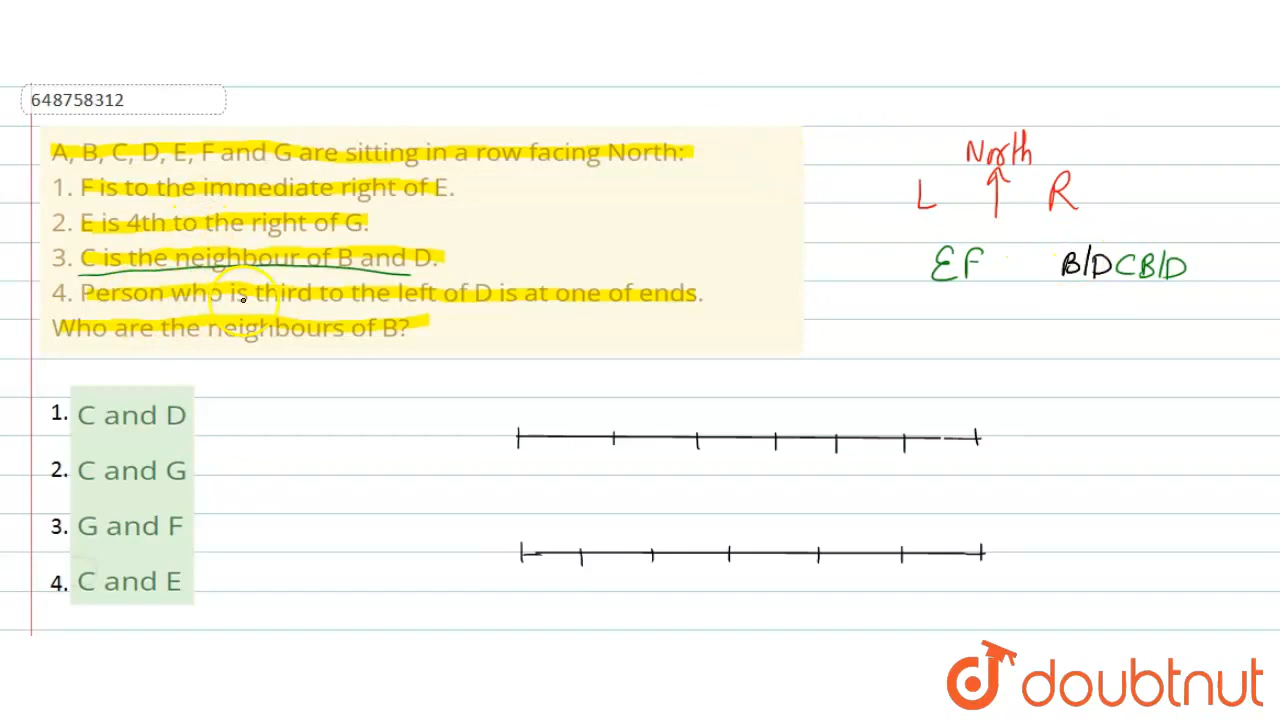 648758312
A, B, C, D, E, F and G are sitting in a row facing North:
1. F is to the immediate right of E.
2. E is 4th to the right of G.
3. C is the neighbour of B and D.
4. Person who is third to the left of D is at one of ends.
Who are the neighbours of B?
North
L R
EF B/DCB/D
1. C and D
2. C and G
3. G and F
4. C and E
doubtnut